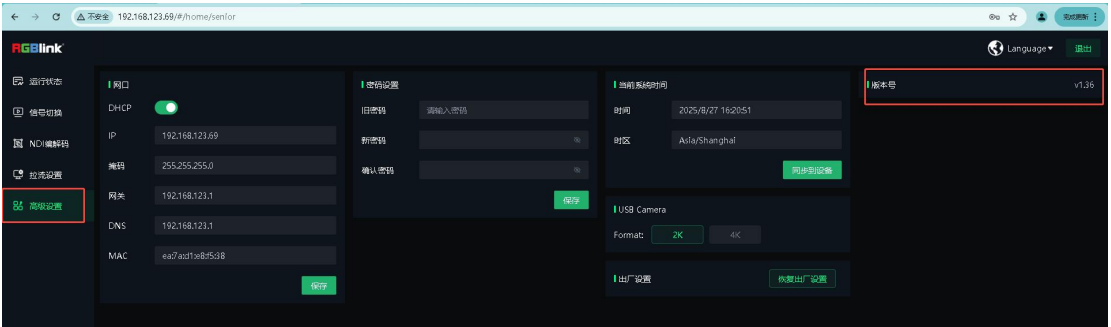 不安全 192.168.123.69/#/home/senior
完成更新
RGBlink
Language
退出
运行状态
信号切换
NDI编解码
拉流设置
高级设置
网口
DHCP
IP 192.168.123.69
掩码 255.255.255.0
网关 192.168.123.1
DNS 192.168.123.1
MAC ea:7a:d1:e8:f5:38
保存
密码设置
旧密码 请输入密码
新密码
确认密码
保存
当前系统时间
时间 2025/8/27 16:20:51
时区 Asia/Shanghai
同步到设备
USB Camera
Format: 2K 4K
出厂设置 恢复出厂设置
版本号 v1.36